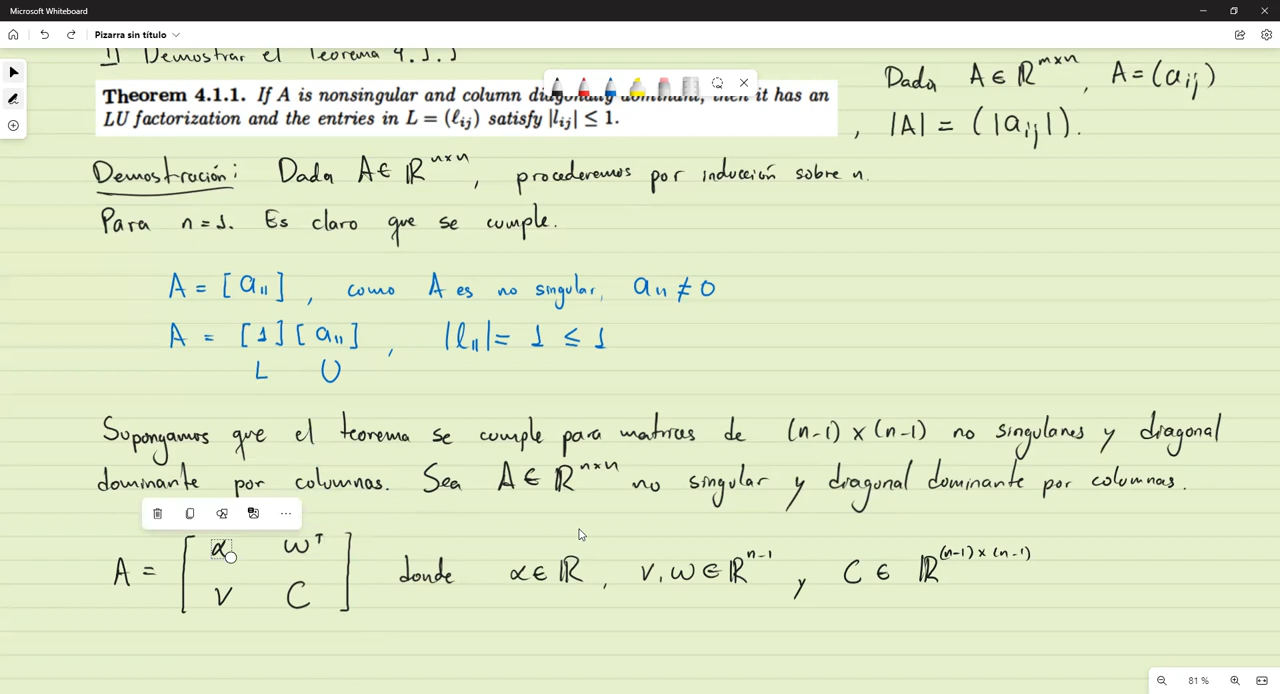 Microsoft Whiteboard
Pizarra sin título
1) Demostrar el Teorema 4.1.1
Theorem 4.1.1. If A is nonsingular and column diagonally dominant, then it has an
LU factorization and the entries in L = (ℓij) satisfy |lij| ≤ 1.
Dada A ∈ ℝ^{m×n}, A = (aij)
, |A| = (|aij|).
Demostración: Dada A ∈ ℝ^{n×n}, procederemos por inducción sobre n.
Para n=1. Es claro que se cumple.
A = [a11], como A es no singular, a11 ≠ 0
A = [1][a11], |l11| = 1 ≤ 1
L U
Supongamos que el teorema se cumple para matrices de (n-1) × (n-1) no singulares y diagonal
dominante por columnas. Sea A ∈ ℝ^{n×n} no singular y diagonal dominante por columnas.
α w^T
A = donde α ∈ ℝ, v, w ∈ ℝ^{n-1} y C ∈ ℝ^{(n-1)×(n-1)}
v C
81 %